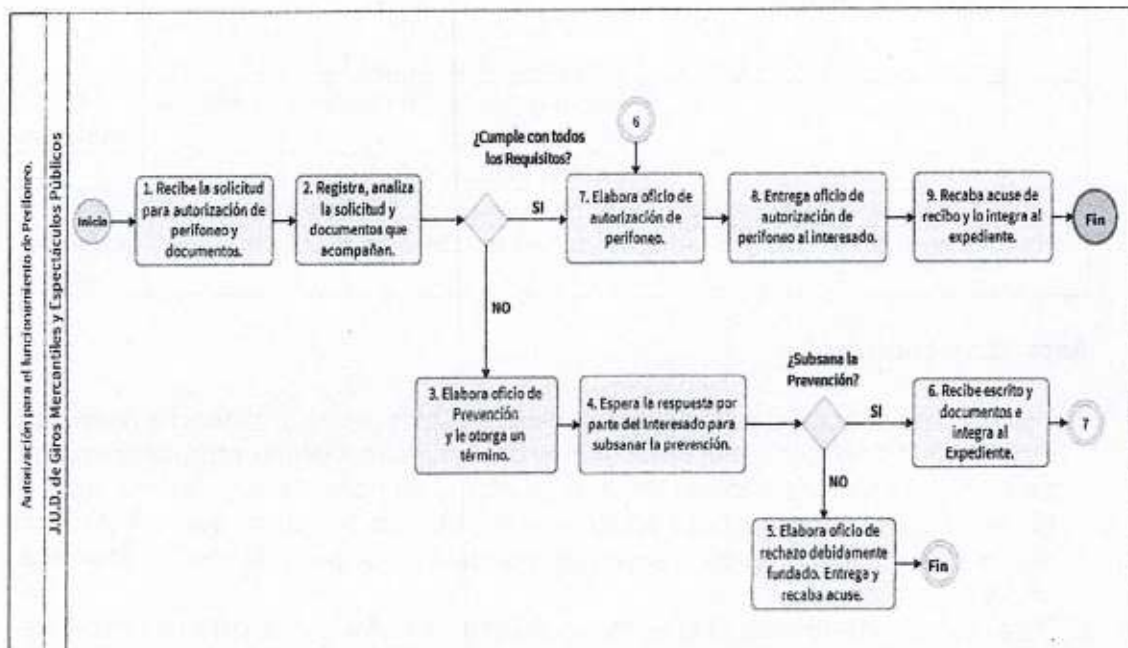 Autorización para el funcionamiento de Perifoneo.
J.U.D. de Giros Mercantiles y Espectáculos Públicos
Inicio
1. Recibe la solicitud
para autorización de
perifoneo y
documentos.
2. Registra, analiza
la solicitud y
documentos que
acompañan.
¿Cumple con todos
los Requisitos?
SI
NO
6
7. Elabora oficio de
autorización de
perifoneo.
8. Entrega oficio de
autorización de
perifoneo al interesado.
9. Recaba acuse de
recibo y lo integra al
expediente.
Fin
3. Elabora oficio de
Prevención
y le otorga un
término.
4. Espera la respuesta por
parte del Interesado para
subsanar la prevención.
¿Subsana la
Prevención?
SI
NO
6. Recibe escrito y
documentos e
integra al
Expediente.
7
5. Elabora oficio de
rechazo debidamente
fundado. Entrega y
recaba acuse.
Fin